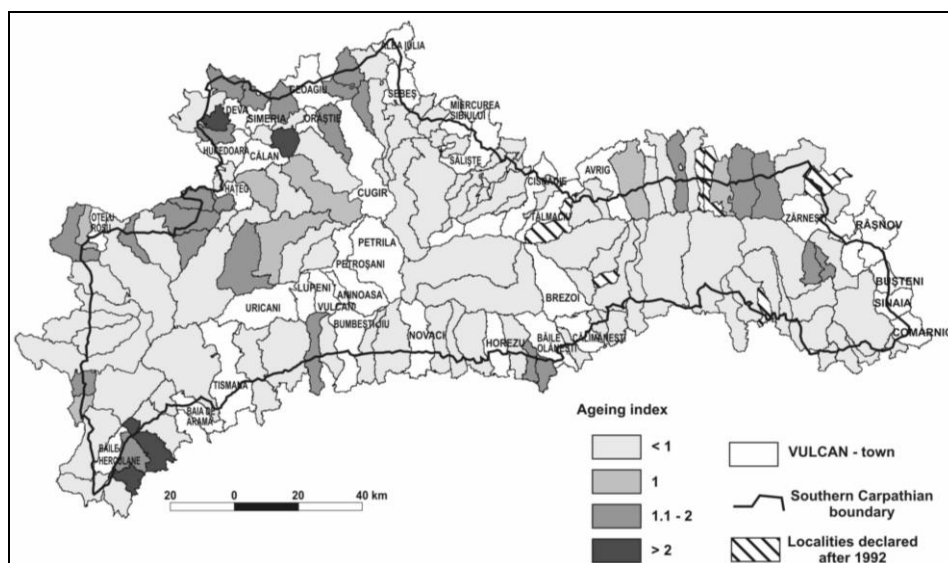 ALBA IULIA
GEOAGIU
SEBEŞ
DEVA
SIMERIA
ORĂŞTIE
MIERCUREA
SIBIULUI
HUNEDOARA
CĂLAN
SĂLIŞTE
HAŢEG
CUGIR
CISNĂDIE
AVRIG
TĂLMACIU
OŢELU
ROŞU
ZĂRNEŞTI
RÂŞNOV
PETRILA
PETROŞANI
BUŞTENI
SINAIA
LUPENI
ANINOASA
BREZOI
URICANI
VULCAN
BUMBEŞTI-JIU
NOVACI
HOREZU
BĂILE
OLĂNEŞTI
CĂLIMĂNEŞTI
COMARNIC
TISMANA
BAIA DE
ARAMĂ
BĂILE
HERCULANE
Ageing index
< 1
1
1.1 - 2
> 2
VULCAN - town
Southern Carpathian
boundary
Localities declared
after 1992
20 0 20 40 km